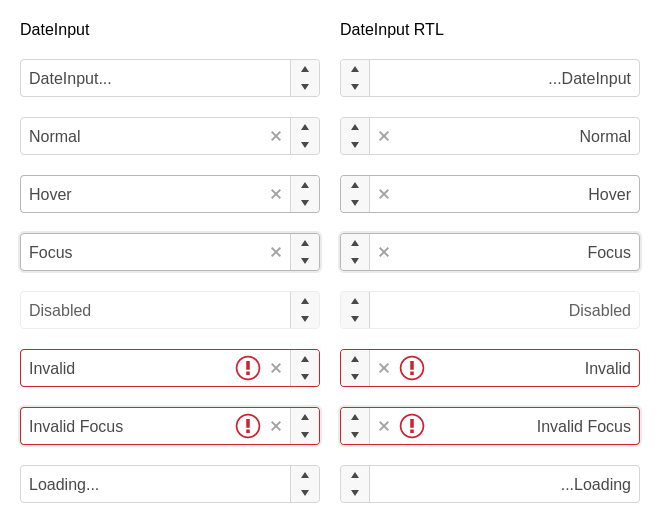 DateInput
DateInput RTL
DateInput...
...DateInput
Normal
Normal
Hover
Hover
Focus
Focus
Disabled
Disabled
Invalid
Invalid
Invalid Focus
Invalid Focus
Loading...
...Loading